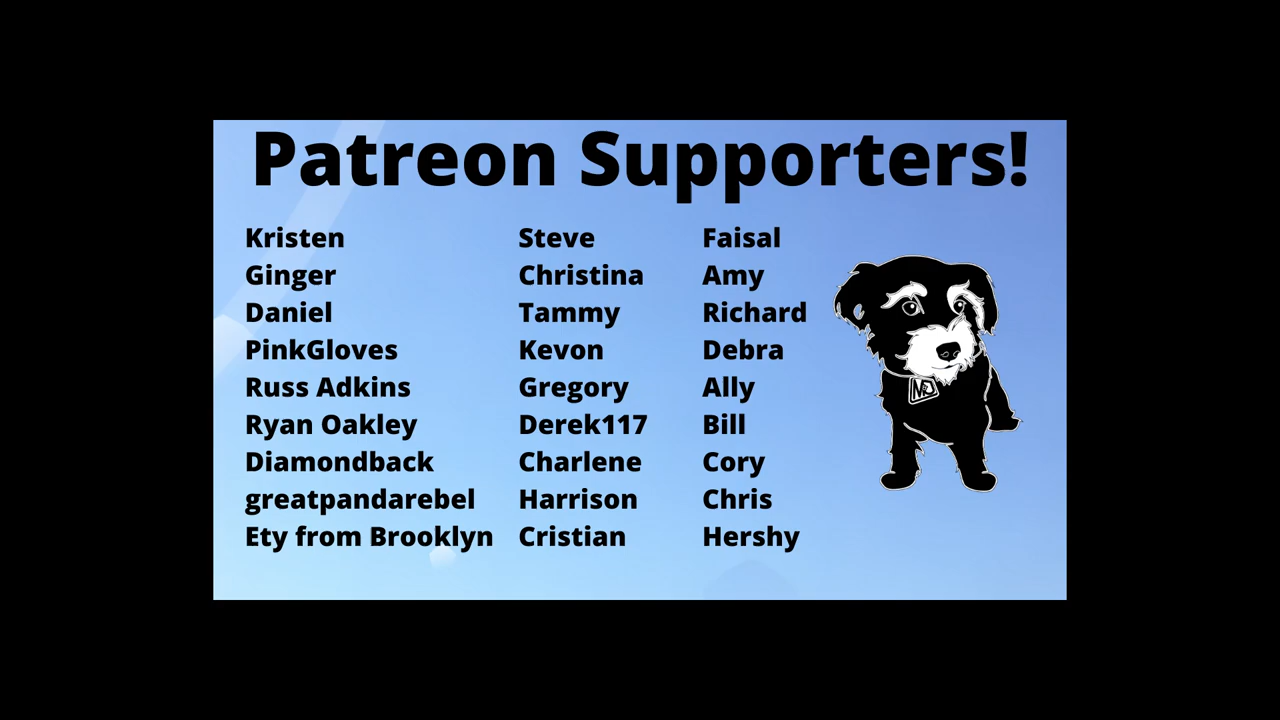 Patreon Supporters!
Kristen
Ginger
Daniel
PinkGloves
Russ Adkins
Ryan Oakley
Diamondback
greatpandarebel
Ety from Brooklyn
Steve
Christina
Tammy
Kevon
Gregory
Derek117
Charlene
Harrison
Cristian
Faisal
Amy
Richard
Debra
Ally
Bill
Cory
Chris
Hershy